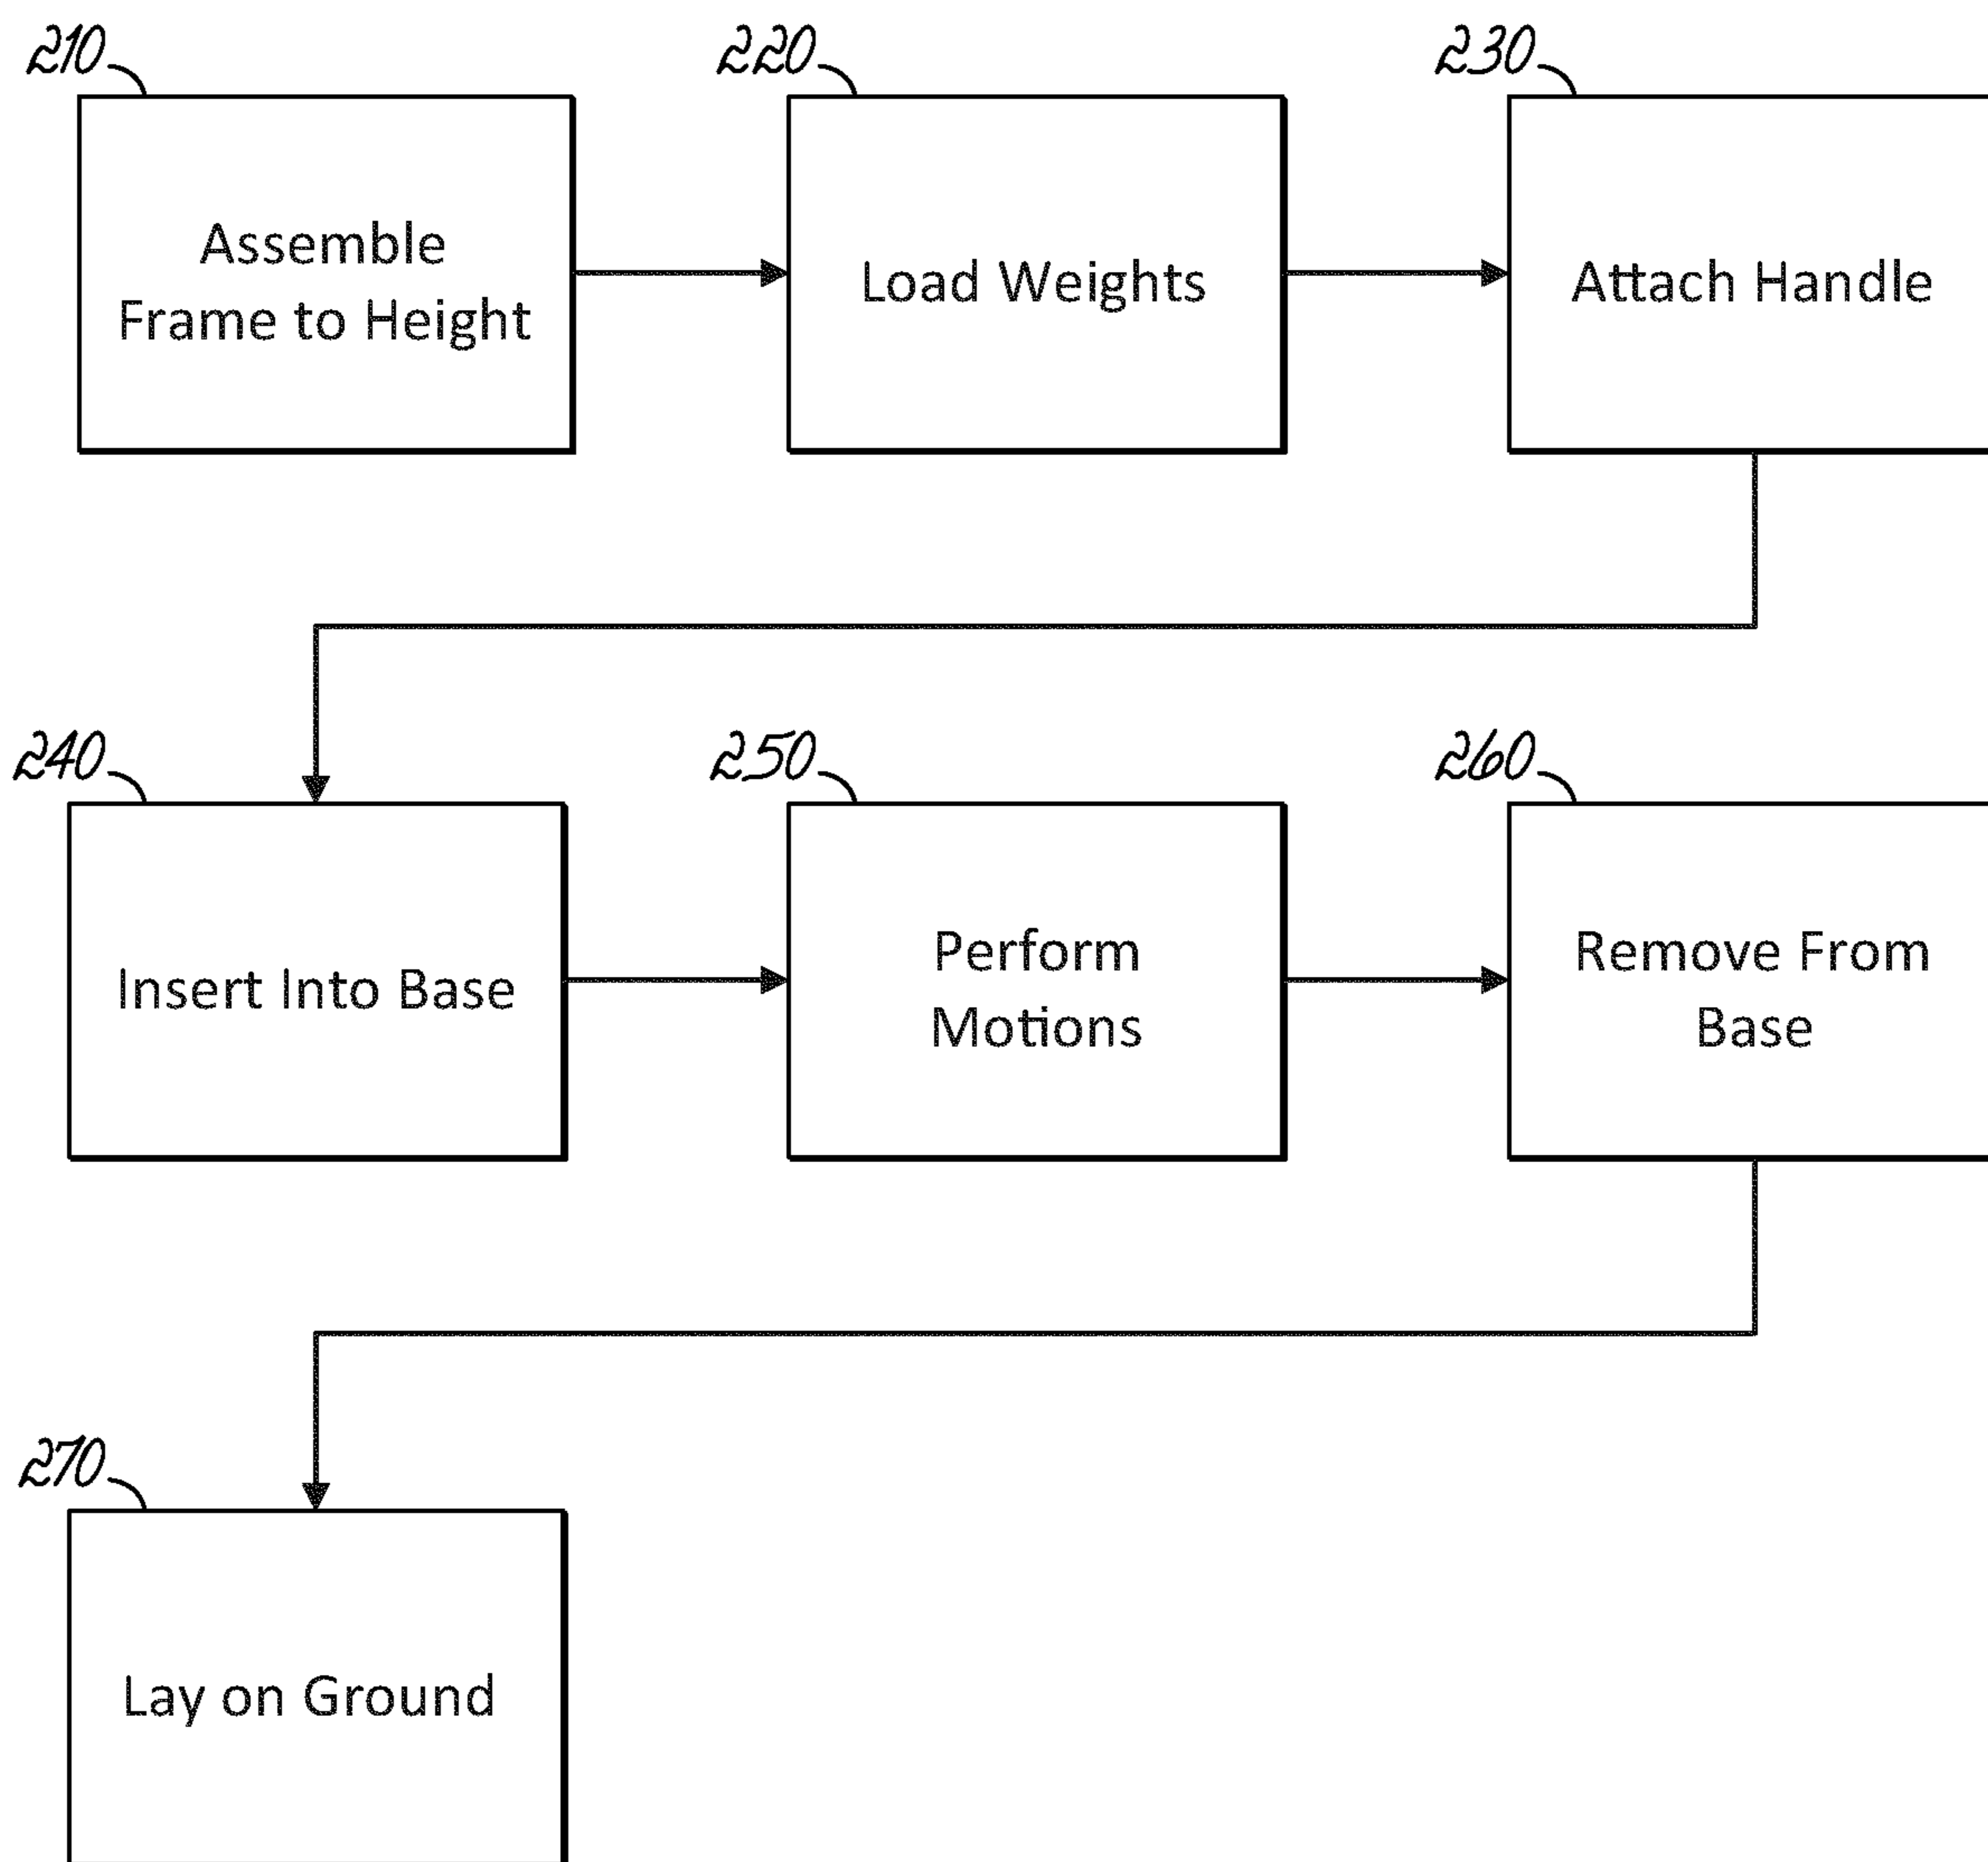 210
220
230
Assemble
Frame to Height
Load Weights
Attach Handle
240
250
260
Insert Into Base
Perform
Motions
Remove From
Base
270
Lay on Ground